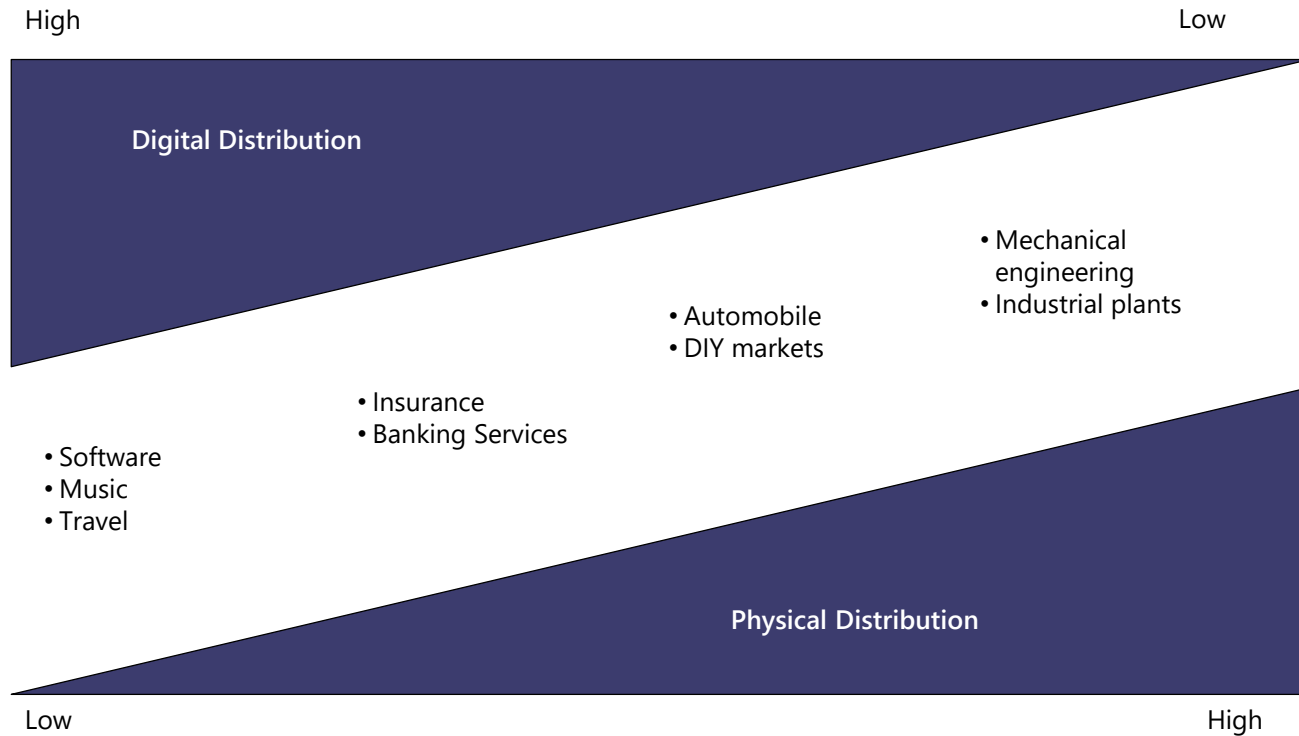 High
Low
Digital Distribution
• Mechanical
engineering
• Industrial plants
• Automobile
• DIY markets
• Insurance
• Banking Services
• Software
• Music
• Travel
Physical Distribution
Low
High